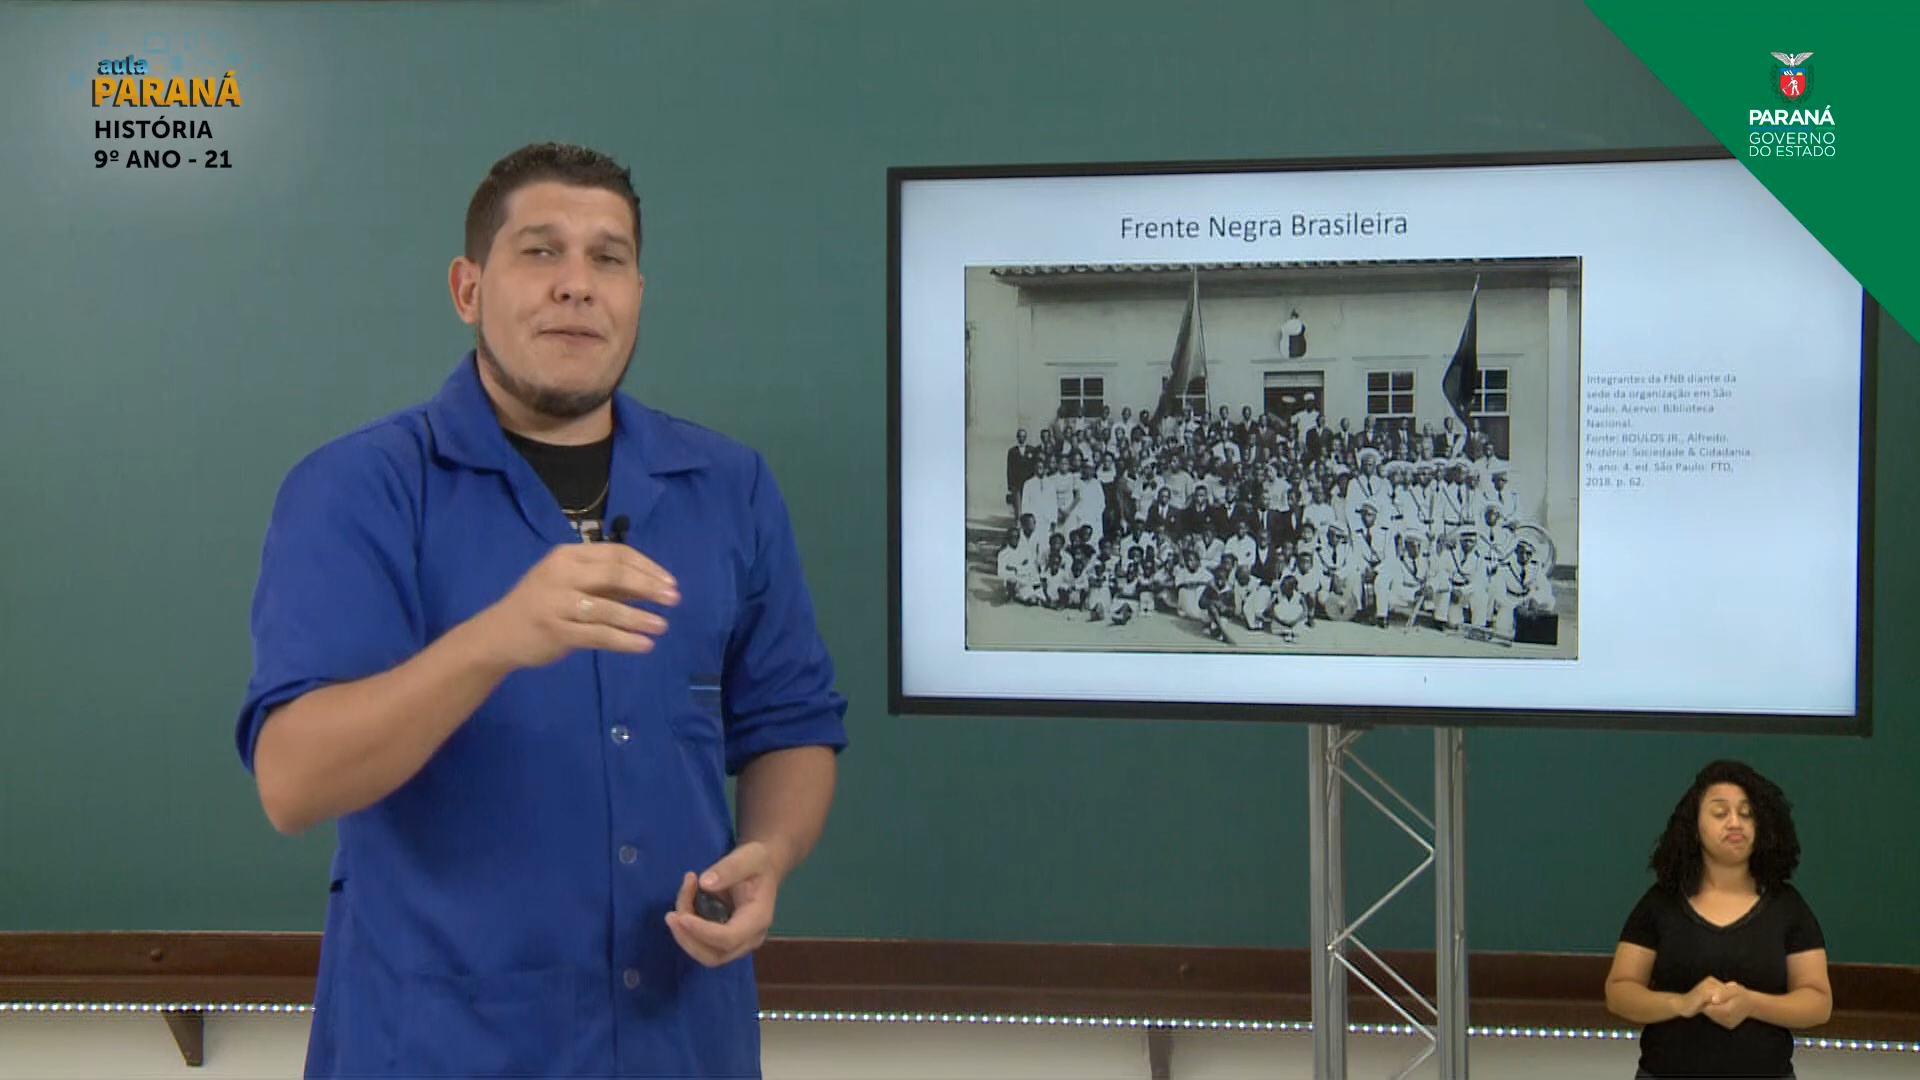 aula
PARANÁ
HISTÓRIA
9º ANO - 21
PARANÁ
GOVERNO
DO ESTADO
Frente Negra Brasileira
Integrantes da FNB diante da
sede da organização em São
Paulo. Acervo: Biblioteca
Nacional.
Fonte: BOULOS JR., Alfredo.
História: Sociedade & Cidadania.
9. ano. 4. ed. São Paulo: FTD,
2018. p. 62.